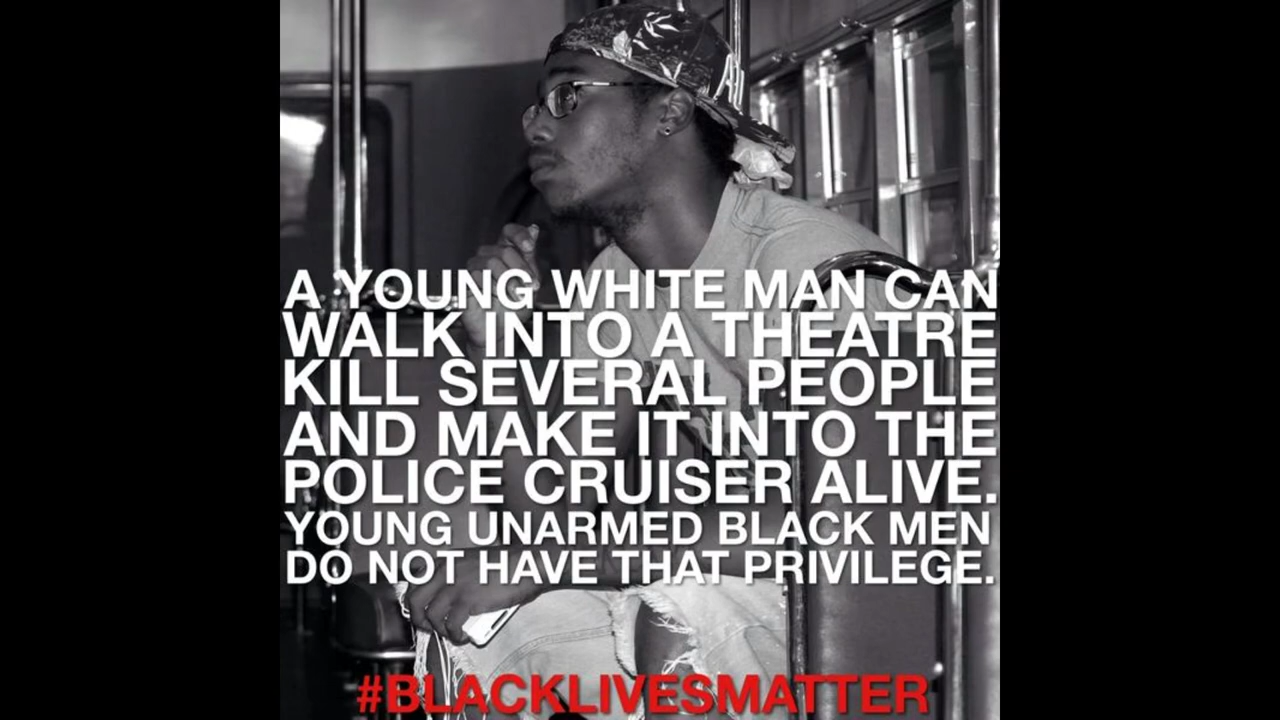 A YOUNG WHITE MAN CAN
WALK INTO A THEATRE
KILL SEVERAL PEOPLE
AND MAKE IT INTO THE
POLICE CRUISER ALIVE.
YOUNG UNARMED BLACK MEN
DO NOT HAVE THAT PRIVILEGE.
#BLACKLIVESMATTER